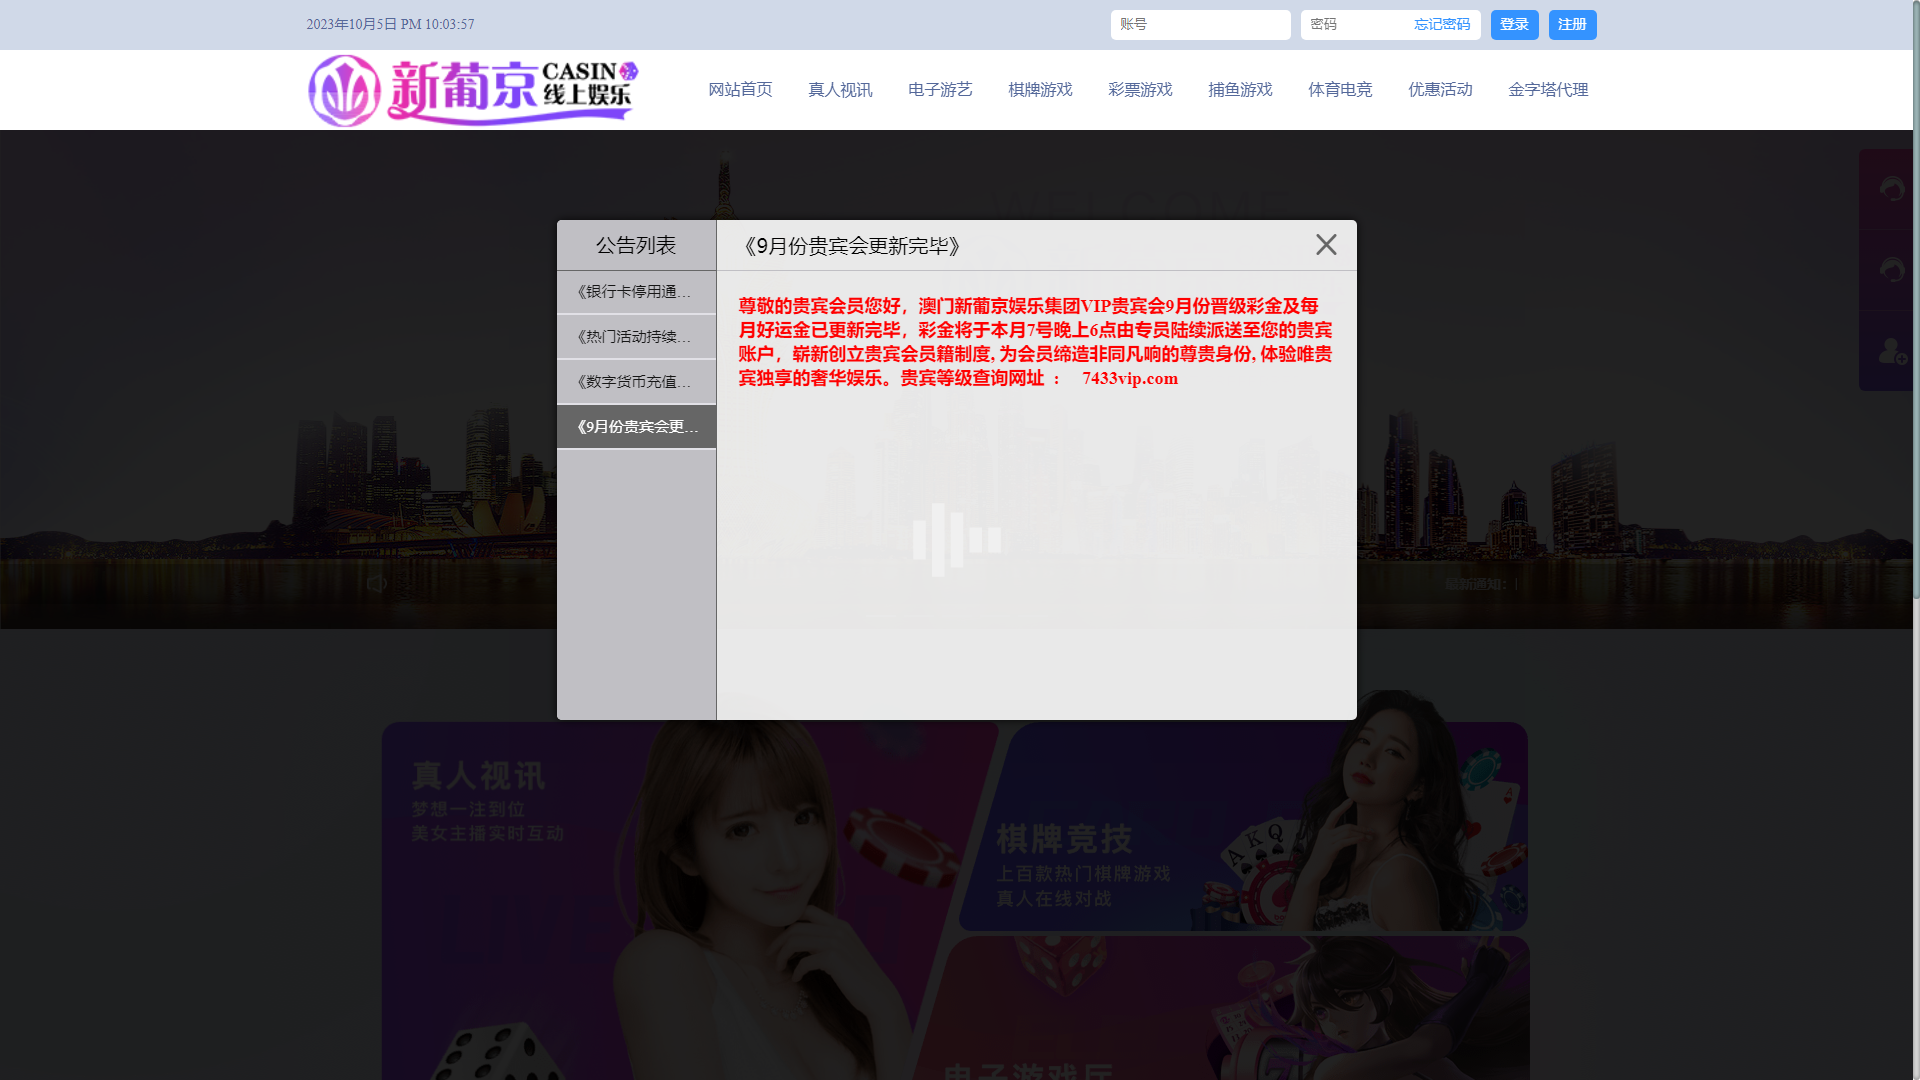 2023年10月5日 PM 10:03:57
账号
密码
忘记密码
登录
注册
新葡京
CASIN
线上娱乐
网站首页
真人视讯
电子游艺
棋牌游戏
彩票游戏
捕鱼游戏
体育电竞
优惠活动
金字塔代理
WELCOME
公告列表
《银行卡停用通...
《热门活动持续...
《数字货币充值...
《9月份贵宾会更...
《9月份贵宾会更新完毕》
尊敬的贵宾会员您好，澳门新葡京娱乐集团VIP贵宾会9月份晋级彩金及每
月好运金已更新完毕，彩金将于本月7号晚上6点由专员陆续派送至您的贵宾
账户，崭新创立贵宾会员籍制度, 为会员缔造非同凡响的尊贵身份, 体验唯贵
宾独享的奢华娱乐。贵宾等级查询网址 ： 7433vip.com
最新通知：
真人视讯
梦想一注到位
美女主播实时互动
棋牌竞技
上百款热门棋牌游戏
真人在线对战
A K Q
A
电子游戏厅